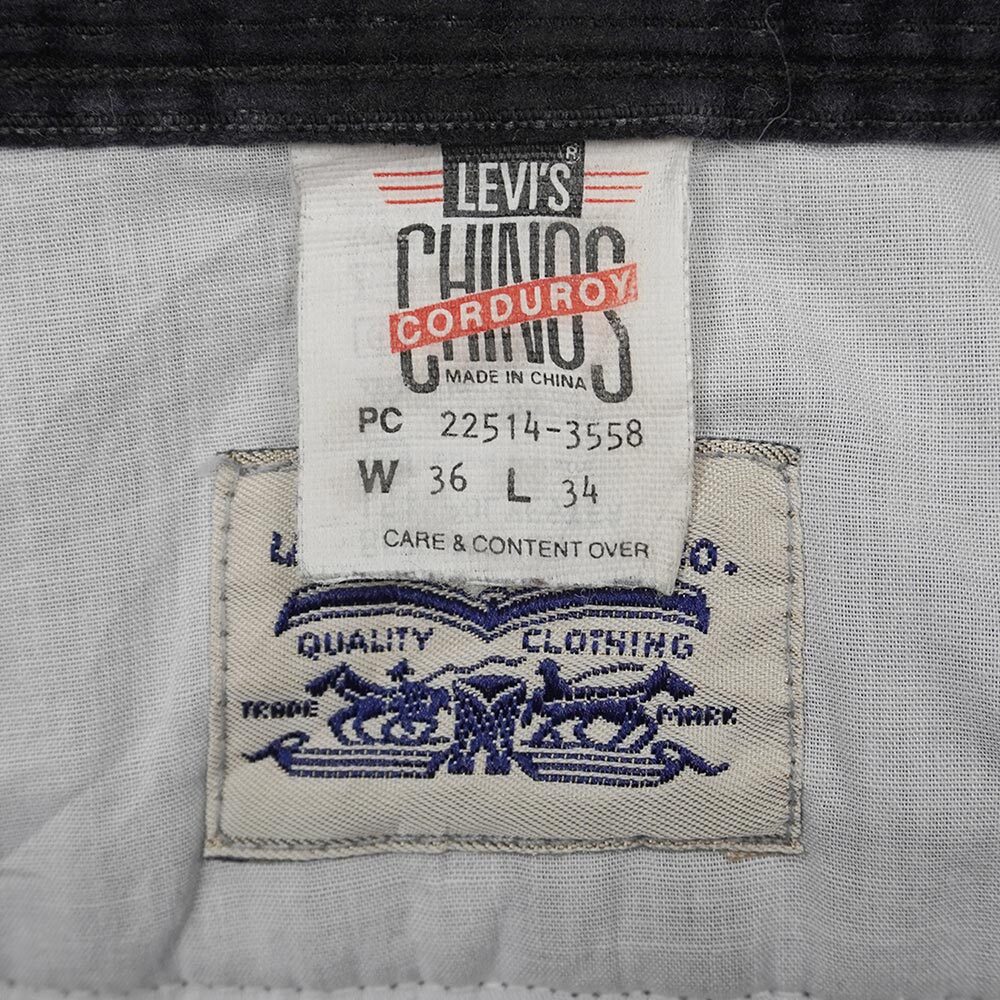 LEVI'S®
CHINOS
CORDUROY
MADE IN CHINA
PC 22514-3558
W 36 L 34
CARE & CONTENT OVER
QUALITY CLOTHING
TRADE MARK